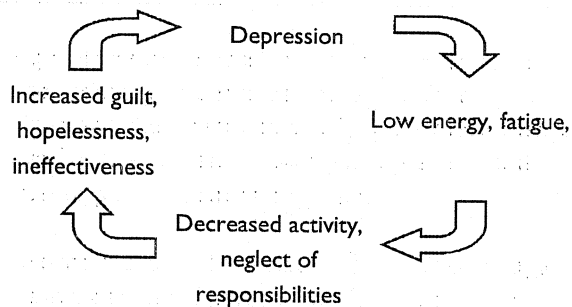 Depression
Low energy, fatigue,
Decreased activity,
neglect of
responsibilities
Increased guilt,
hopelessness,
ineffectiveness